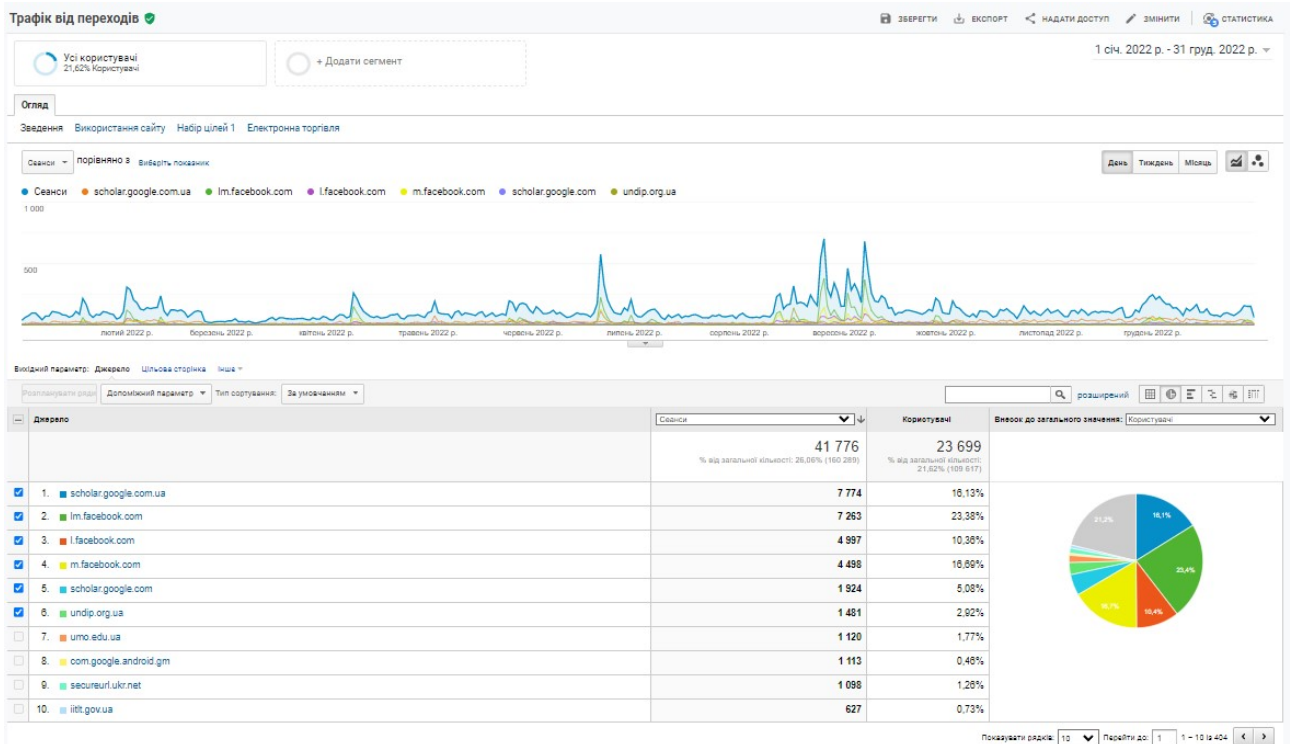 Трафік від переходів
ЗБЕРЕГТИ ЕКСПОРТ НАДАТИ ДОСТУП ЗМІНИТИ СТАТИСТИКА
Усі користувачі
21,62% Користувачі
+ Додати сегмент
1 січ. 2022 р. - 31 груд. 2022 р.
Огляд
Зведення Використання сайту Набір цілей 1 Електронна торгівля
Сеанси порівняно з Виберіть показник
День Тиждень Місяць
Сеанси scholar.google.com.ua lm.facebook.com l.facebook.com m.facebook.com scholar.google.com undip.org.ua
1 000
500
лютий 2022 р. березень 2022 р. квітень 2022 р. травень 2022 р. червень 2022 р. липень 2022 р. серпень 2022 р. вересень 2022 р. жовтень 2022 р. листопад 2022 р. грудень 2022 р.
Вихідний параметр: Джерело Цільова сторінка Інше
Розпланувати ряди Допоміжний параметр Тип сортування: За умовчанням
розширений
Джерело Сеанси Користувачі Внесок до загального значення: Користувачі
41 776 23 699
% від загальної кількості: 26,06% (160 289) % від загальної кількості:
21,62% (109 617)
1. scholar.google.com.ua 7 774 16,13%
2. lm.facebook.com 7 263 23,38%
3. l.facebook.com 4 997 10,36%
4. m.facebook.com 4 498 16,69%
5. scholar.google.com 1 924 5,08%
6. undip.org.ua 1 481 2,92%
7. umo.edu.ua 1 120 1,77%
8. com.google.android.gm 1 113 0,46%
9. secureurl.ukr.net 1 098 1,26%
10. iitlt.gov.ua 627 0,73%
21,2% 16,1%
23,4%
16,7% 10,4%
Показувати рядків: 10 Перейти до: 1 1 – 10 із 404